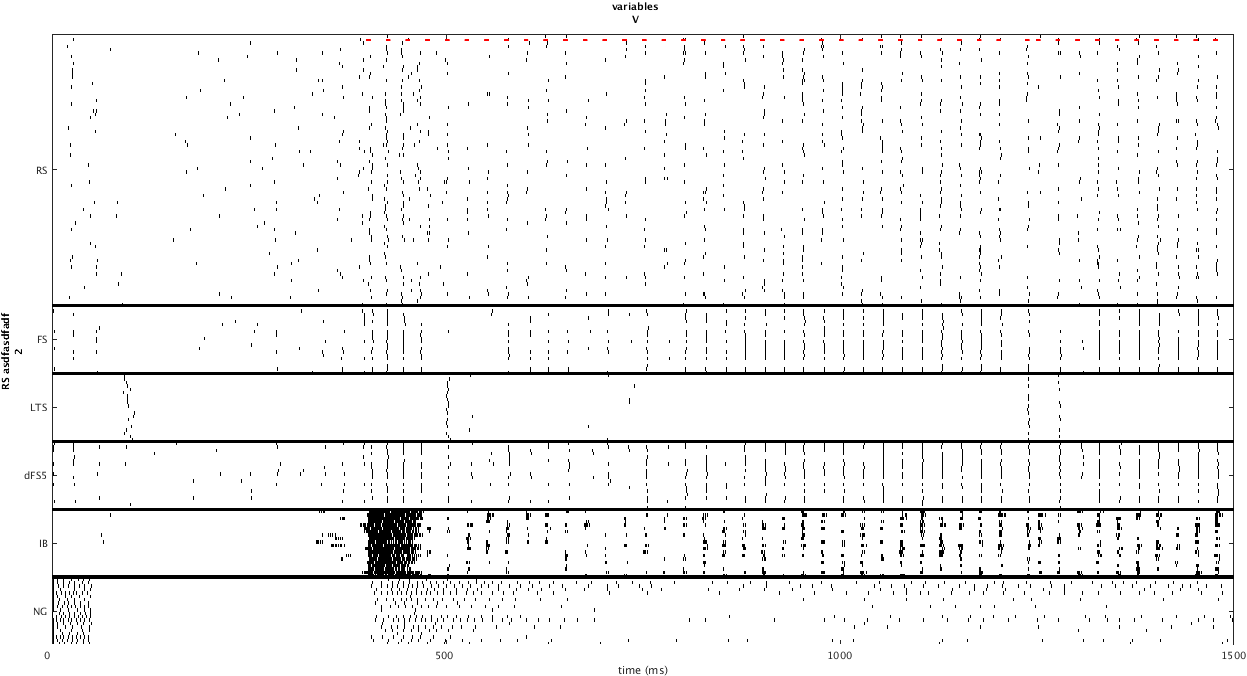 variables
V
RS
FS
LTS
dFS5
IB
NG
RS asdfasdfadf
2
0
500
1000
1500
time (ms)